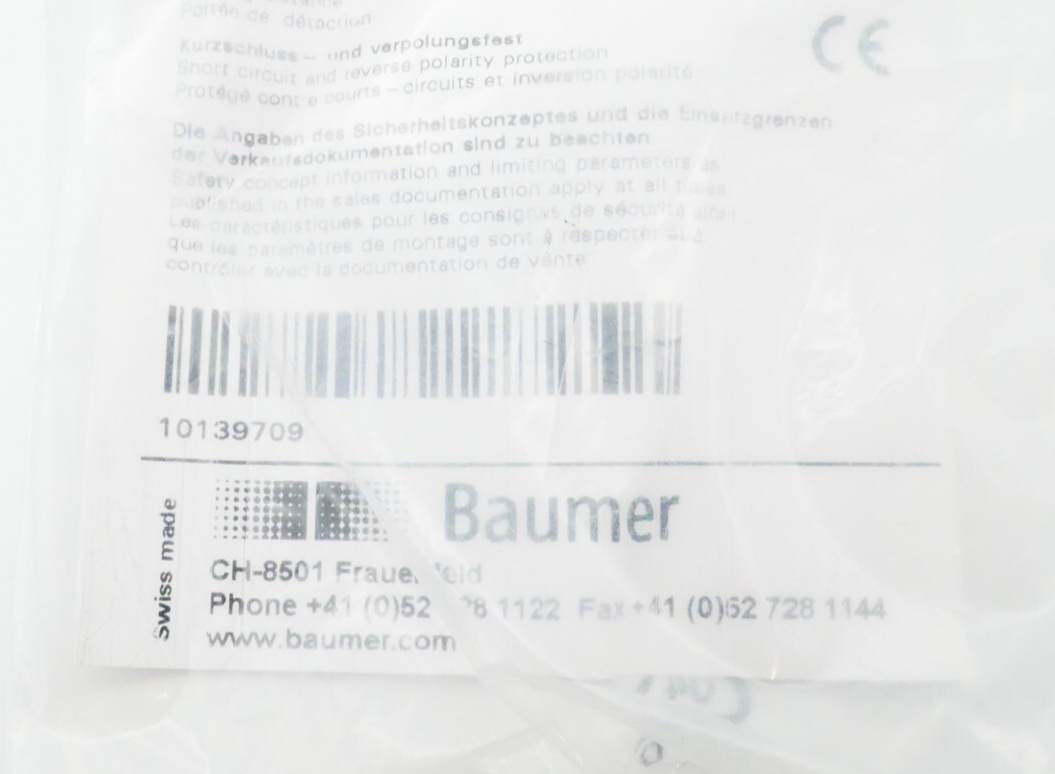 Portée de détection
CE
Kurzschluss – und verpolungsfest
Short circuit and reverse polarity protection
Protégé contre courts – circuits et inversion polarité
Die Angaben des Sicherheitskonzeptes und die Einsatzgrenzen
der Verkaufsdokumentation sind zu beachten
Safety concept information and limiting parameters as
published in the sales documentation apply at all times
Les caractéristiques pour les consignes de sécurité ainsi
que les paramètres de montage sont à respecter et à
contrôler avec la documentation de vente
10139709
Swiss made
Baumer
CH-8501 Frauenfeld
Phone +41 (0)52 728 1122 Fax +41 (0)52 728 1144
www.baumer.com